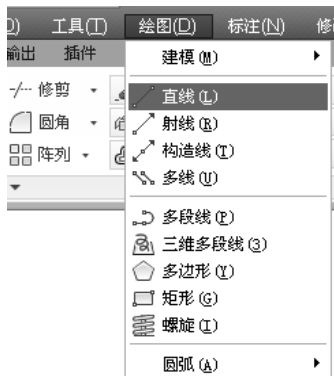 工具(T) 绘图(D) 标注(N)
输出 插件
建模(M)
修剪
直线(L)
圆角
射线(R)
构造线(T)
阵列
多线(U)
多段线(P)
三维多段线(3)
多边形(Y)
矩形(G)
螺旋(I)
圆弧(A)